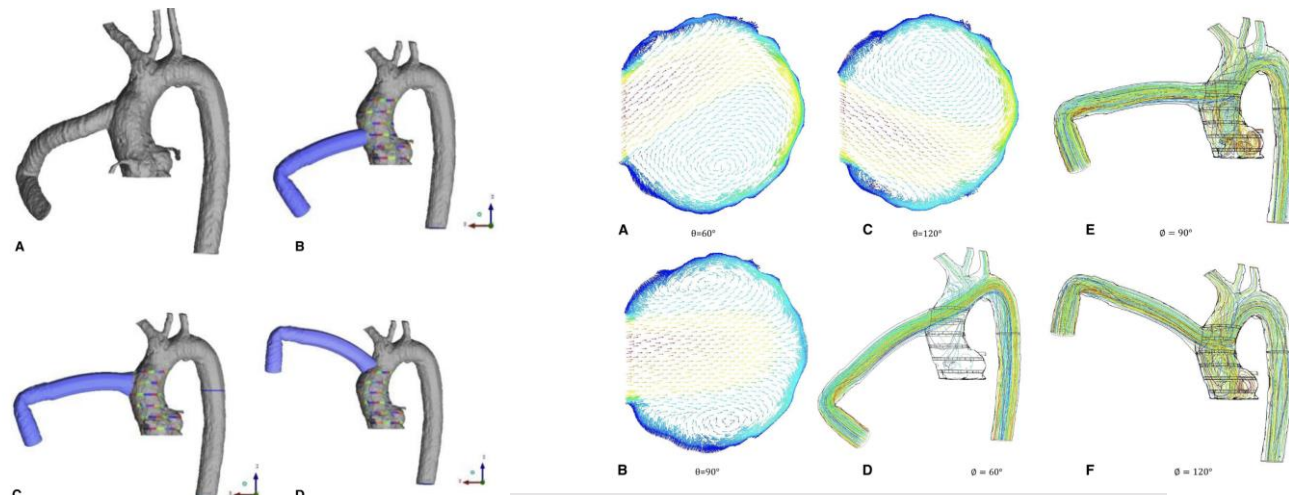 A
B
C
D
A
θ=60°
C
θ=120°
E
Ø = 90°
B
θ=90°
D
Ø = 60°
F
Ø = 120°